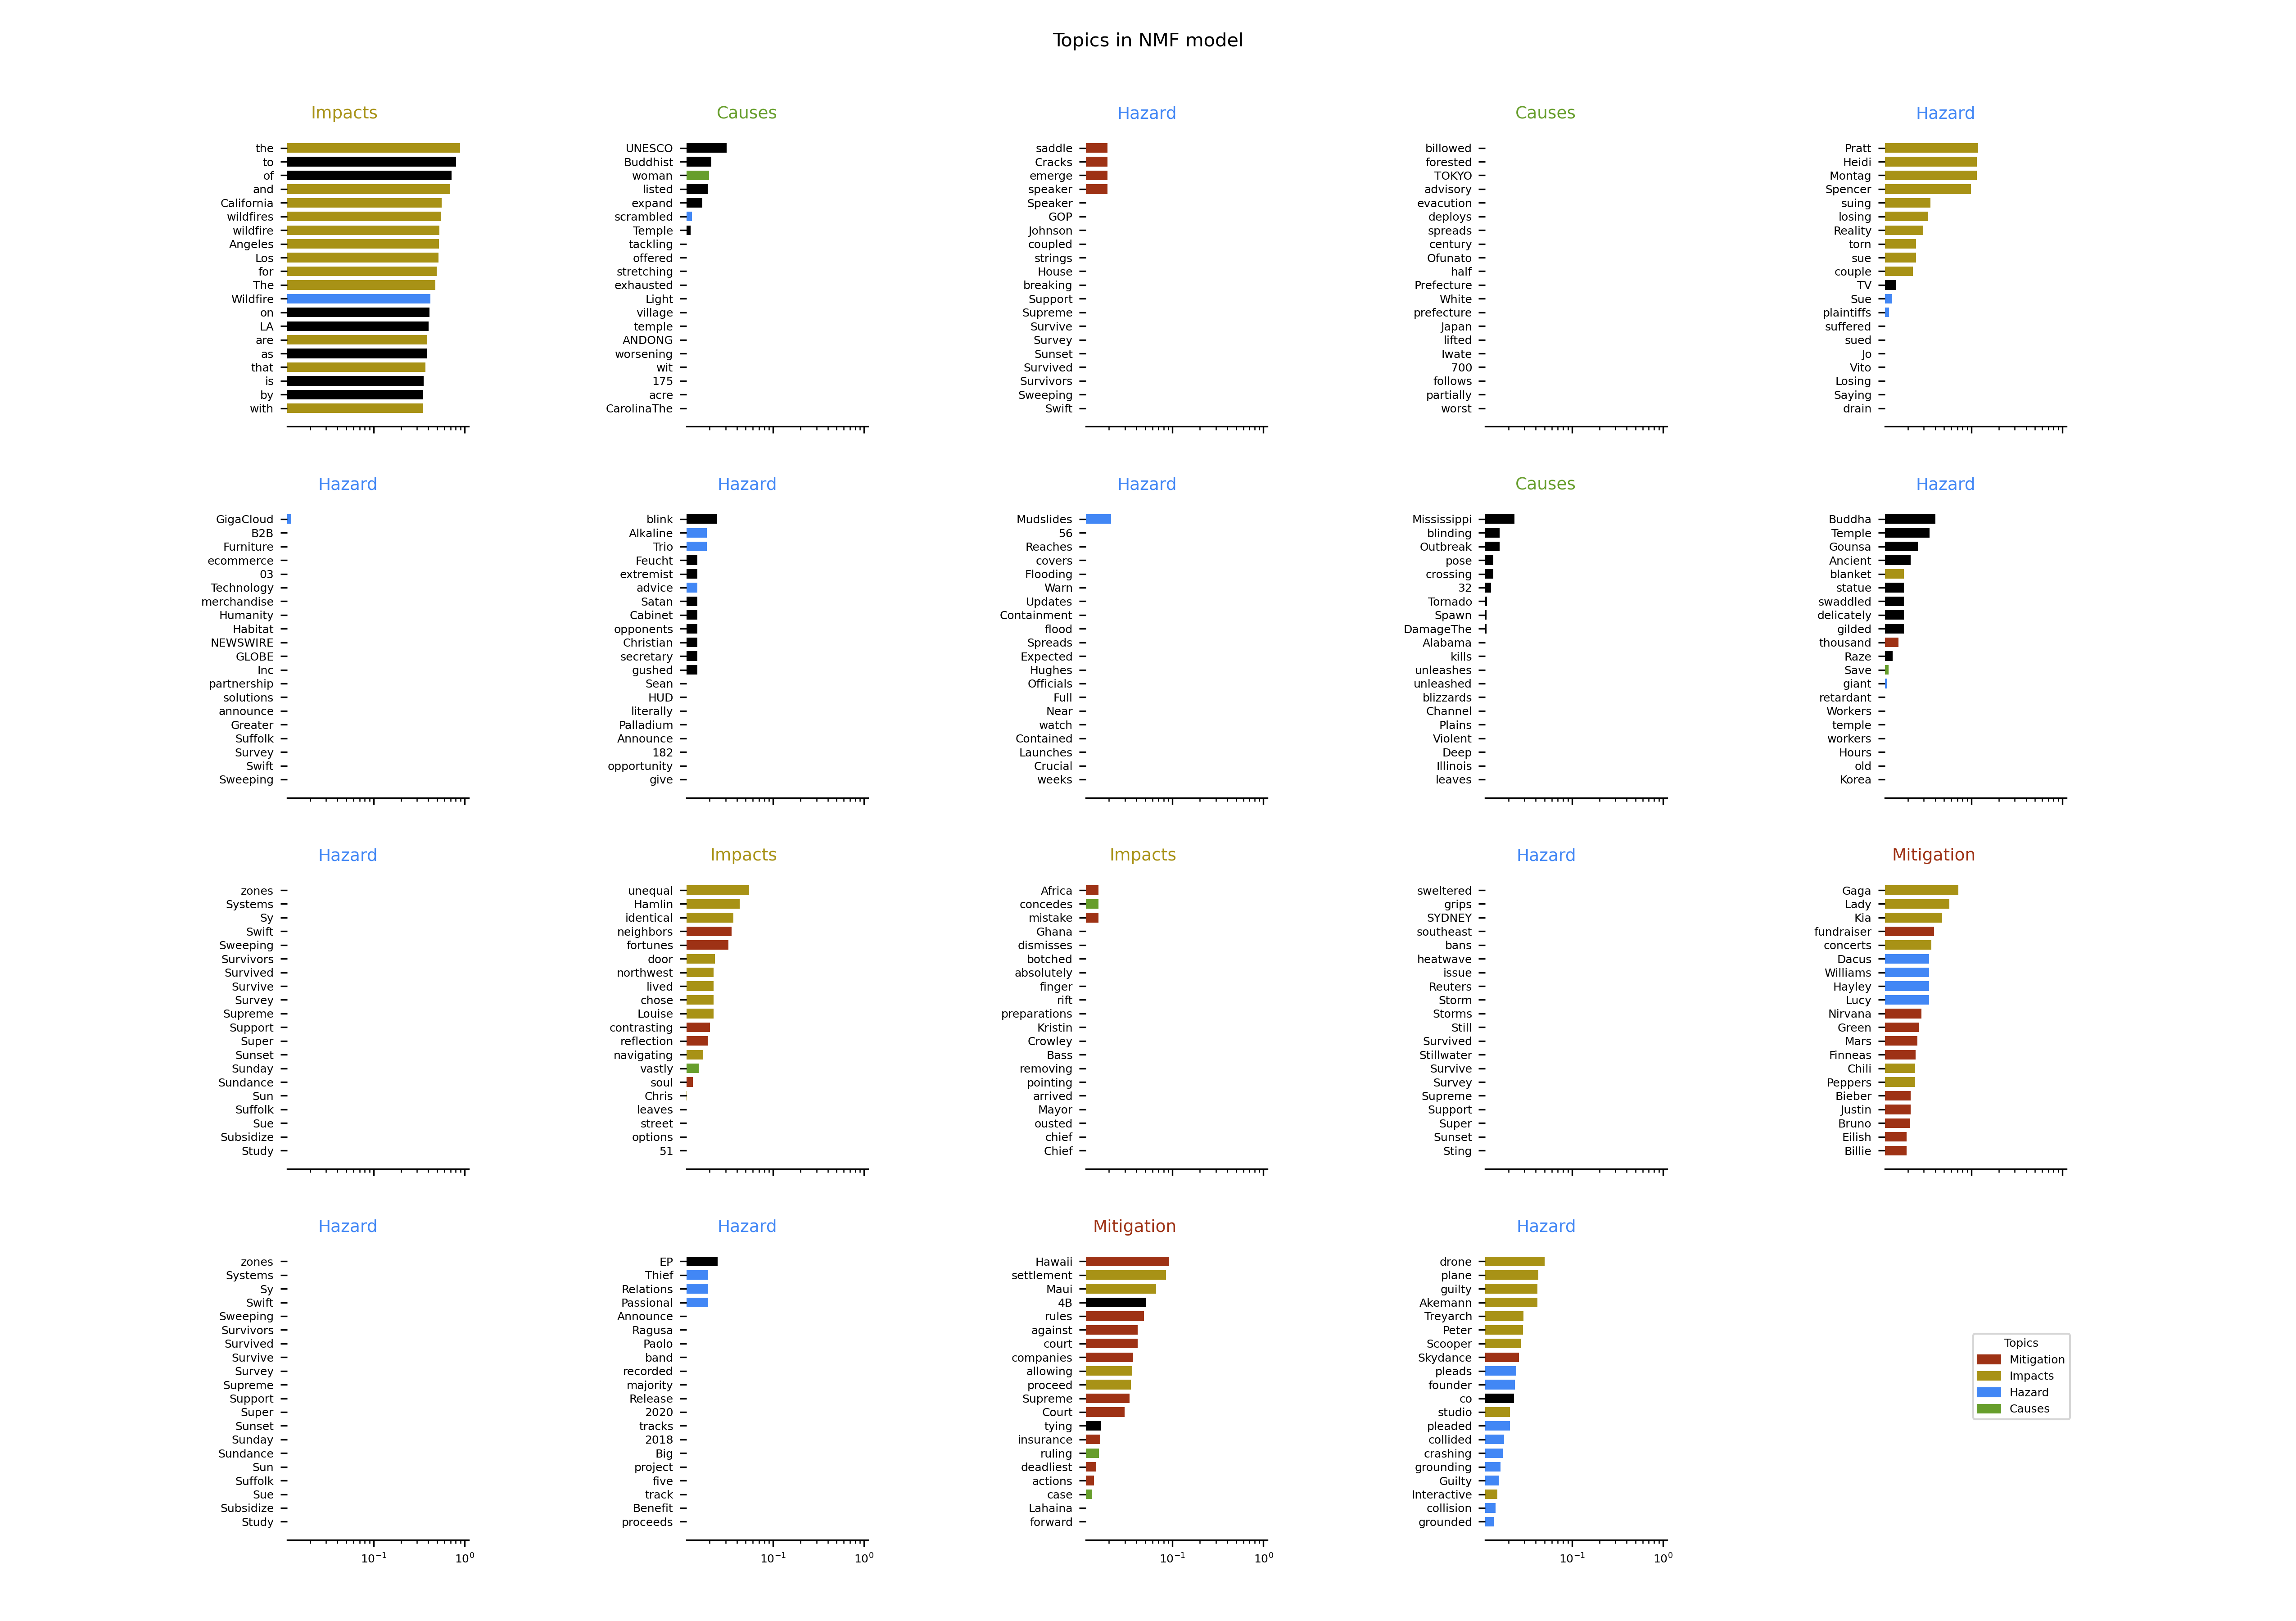 Topics in NMF model
Impacts
the
to
of
and
California
wildfires
wildfire
Angeles
Los
for
The
Wildfire
on
LA
are
as
that
is
by
with
Causes
UNESCO
Buddhist
woman
listed
expand
scrambled
Temple
tackling
offered
stretching
exhausted
Light
village
temple
ANDONG
worsening
wit
175
acre
CarolinaThe
Hazard
saddle
Cracks
emerge
speaker
Speaker
GOP
Johnson
coupled
strings
House
breaking
Support
Supreme
Survive
Survey
Sunset
Survived
Survivors
Sweeping
Swift
Causes
billowed
forested
TOKYO
advisory
evacution
deploys
spreads
century
Ofunato
half
Prefecture
White
prefecture
Japan
lifted
Iwate
700
follows
partially
worst
Hazard
Pratt
Heidi
Montag
Spencer
suing
losing
Reality
torn
sue
couple
TV
Sue
plaintiffs
suffered
sued
Jo
Vito
Losing
Saying
drain
Hazard
GigaCloud
B2B
Furniture
ecommerce
03
Technology
merchandise
Humanity
Habitat
NEWSWIRE
GLOBE
Inc
partnership
solutions
announce
Greater
Suffolk
Survey
Swift
Sweeping
Hazard
blink
Alkaline
Trio
Feucht
extremist
advice
Satan
Cabinet
opponents
Christian
secretary
gushed
Sean
HUD
literally
Palladium
Announce
182
opportunity
give
Hazard
Mudslides
56
Reaches
covers
Flooding
Warn
Updates
Containment
flood
Spreads
Expected
Hughes
Officials
Full
Near
watch
Contained
Launches
Crucial
weeks
Causes
Mississippi
blinding
Outbreak
pose
crossing
32
Tornado
Spawn
DamageThe
Alabama
kills
unleashes
unleashed
blizzards
Channel
Plains
Violent
Deep
Illinois
leaves
Hazard
Buddha
Temple
Gounsa
Ancient
blanket
statue
swaddled
delicately
gilded
thousand
Raze
Save
giant
retardant
Workers
temple
workers
Hours
old
Korea
Hazard
zones
Systems
Sy
Swift
Sweeping
Survivors
Survived
Survive
Survey
Supreme
Support
Super
Sunset
Sunday
Sundance
Sun
Suffolk
Sue
Subsidize
Study
Impacts
unequal
Hamlin
identical
neighbors
fortunes
door
northwest
lived
chose
Louise
contrasting
reflection
navigating
vastly
soul
Chris
leaves
street
options
51
Impacts
Africa
concedes
mistake
Ghana
dismisses
botched
absolutely
finger
rift
preparations
Kristin
Crowley
Bass
removing
pointing
arrived
Mayor
ousted
chief
Chief
Hazard
sweltered
grips
SYDNEY
southeast
bans
heatwave
issue
Reuters
Storm
Storms
Still
Survived
Stillwater
Survive
Survey
Supreme
Support
Super
Sunset
Sting
Mitigation
Gaga
Lady
Kia
fundraiser
concerts
Dacus
Williams
Hayley
Lucy
Nirvana
Green
Mars
Finneas
Chili
Peppers
Bieber
Justin
Bruno
Eilish
Billie
Hazard
zones
Systems
Sy
Swift
Sweeping
Survivors
Survived
Survive
Survey
Supreme
Support
Super
Sunset
Sunday
Sundance
Sun
Suffolk
Sue
Subsidize
Study
10⁻¹ 10⁰
Hazard
EP
Thief
Relations
Passional
Announce
Ragusa
Paolo
band
recorded
majority
Release
2020
tracks
2018
Big
project
five
track
Benefit
proceeds
10⁻¹ 10⁰
Mitigation
Hawaii
settlement
Maui
4B
rules
against
court
companies
allowing
proceed
Supreme
Court
tying
insurance
ruling
deadliest
actions
case
Lahaina
forward
10⁻¹ 10⁰
Hazard
drone
plane
guilty
Akemann
Treyarch
Peter
Scooper
Skydance
pleads
founder
co
studio
pleaded
collided
crashing
grounding
Guilty
Interactive
collision
grounded
10⁻¹ 10⁰
Topics
Mitigation
Impacts
Hazard
Causes